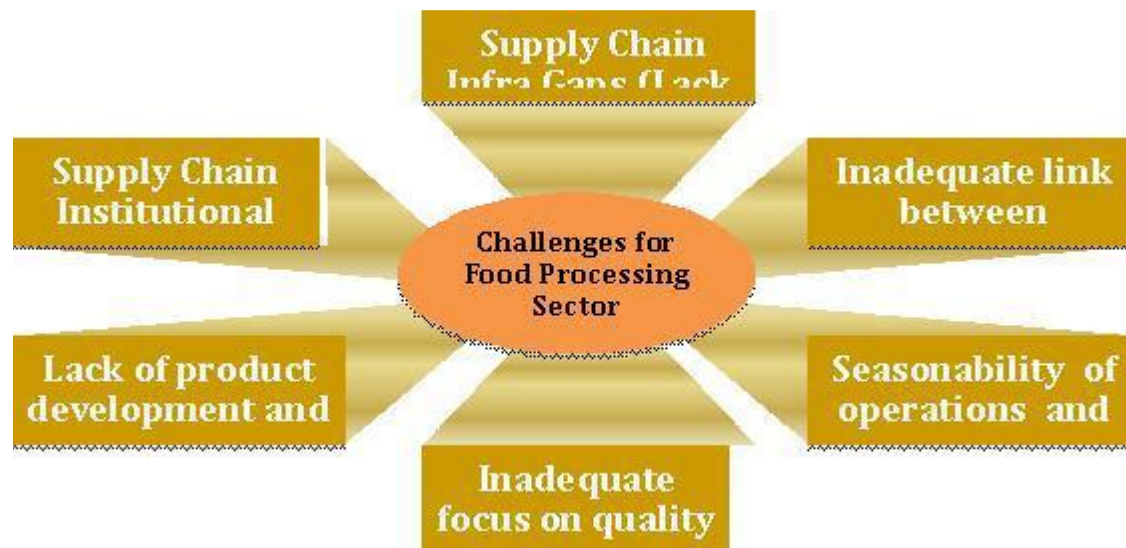 Supply Chain
Infra Gaps (Lack
Supply Chain
Institutional
Inadequate link
between
Challenges for
Food Processing
Sector
Lack of product
development and
Seasonability of
operations and
Inadequate
focus on quality